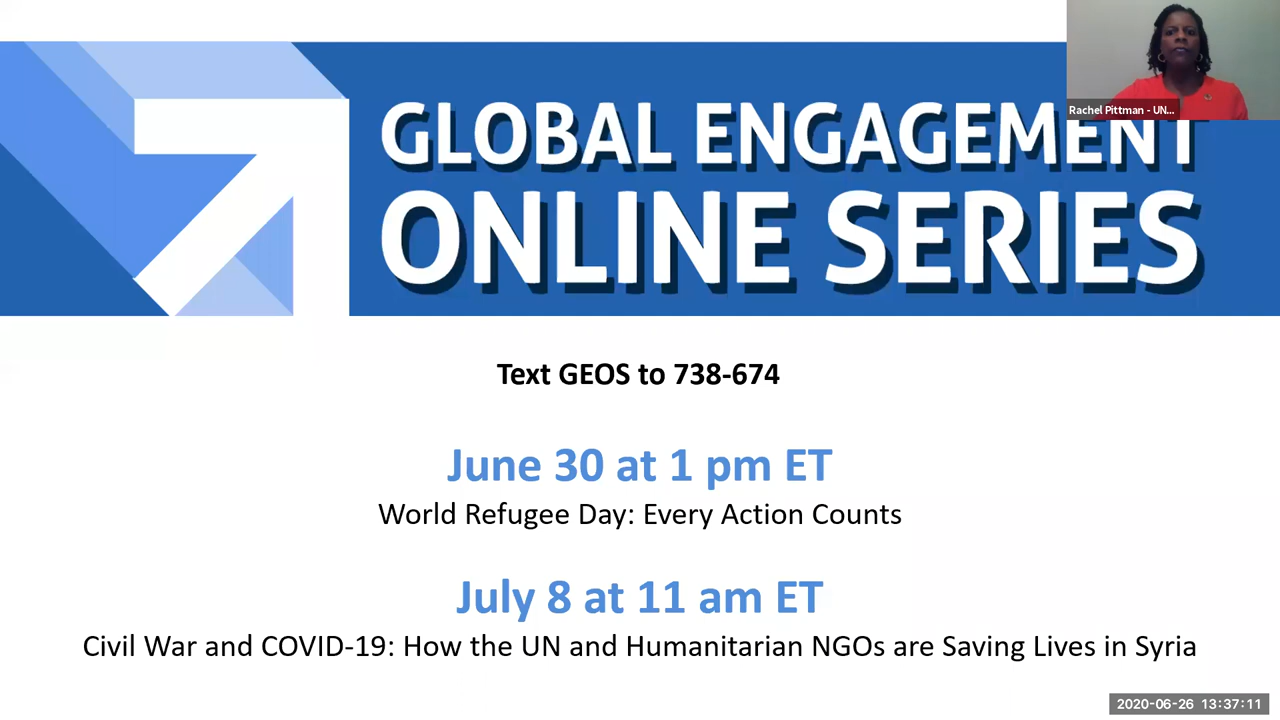 GLOBAL ENGAGEMENT
ONLINE SERIES
Rachel Pittman - UN...
Text GEOS to 738-674
June 30 at 1 pm ET
World Refugee Day: Every Action Counts
July 8 at 11 am ET
Civil War and COVID-19: How the UN and Humanitarian NGOs are Saving Lives in Syria
2020-06-26 13:37:11